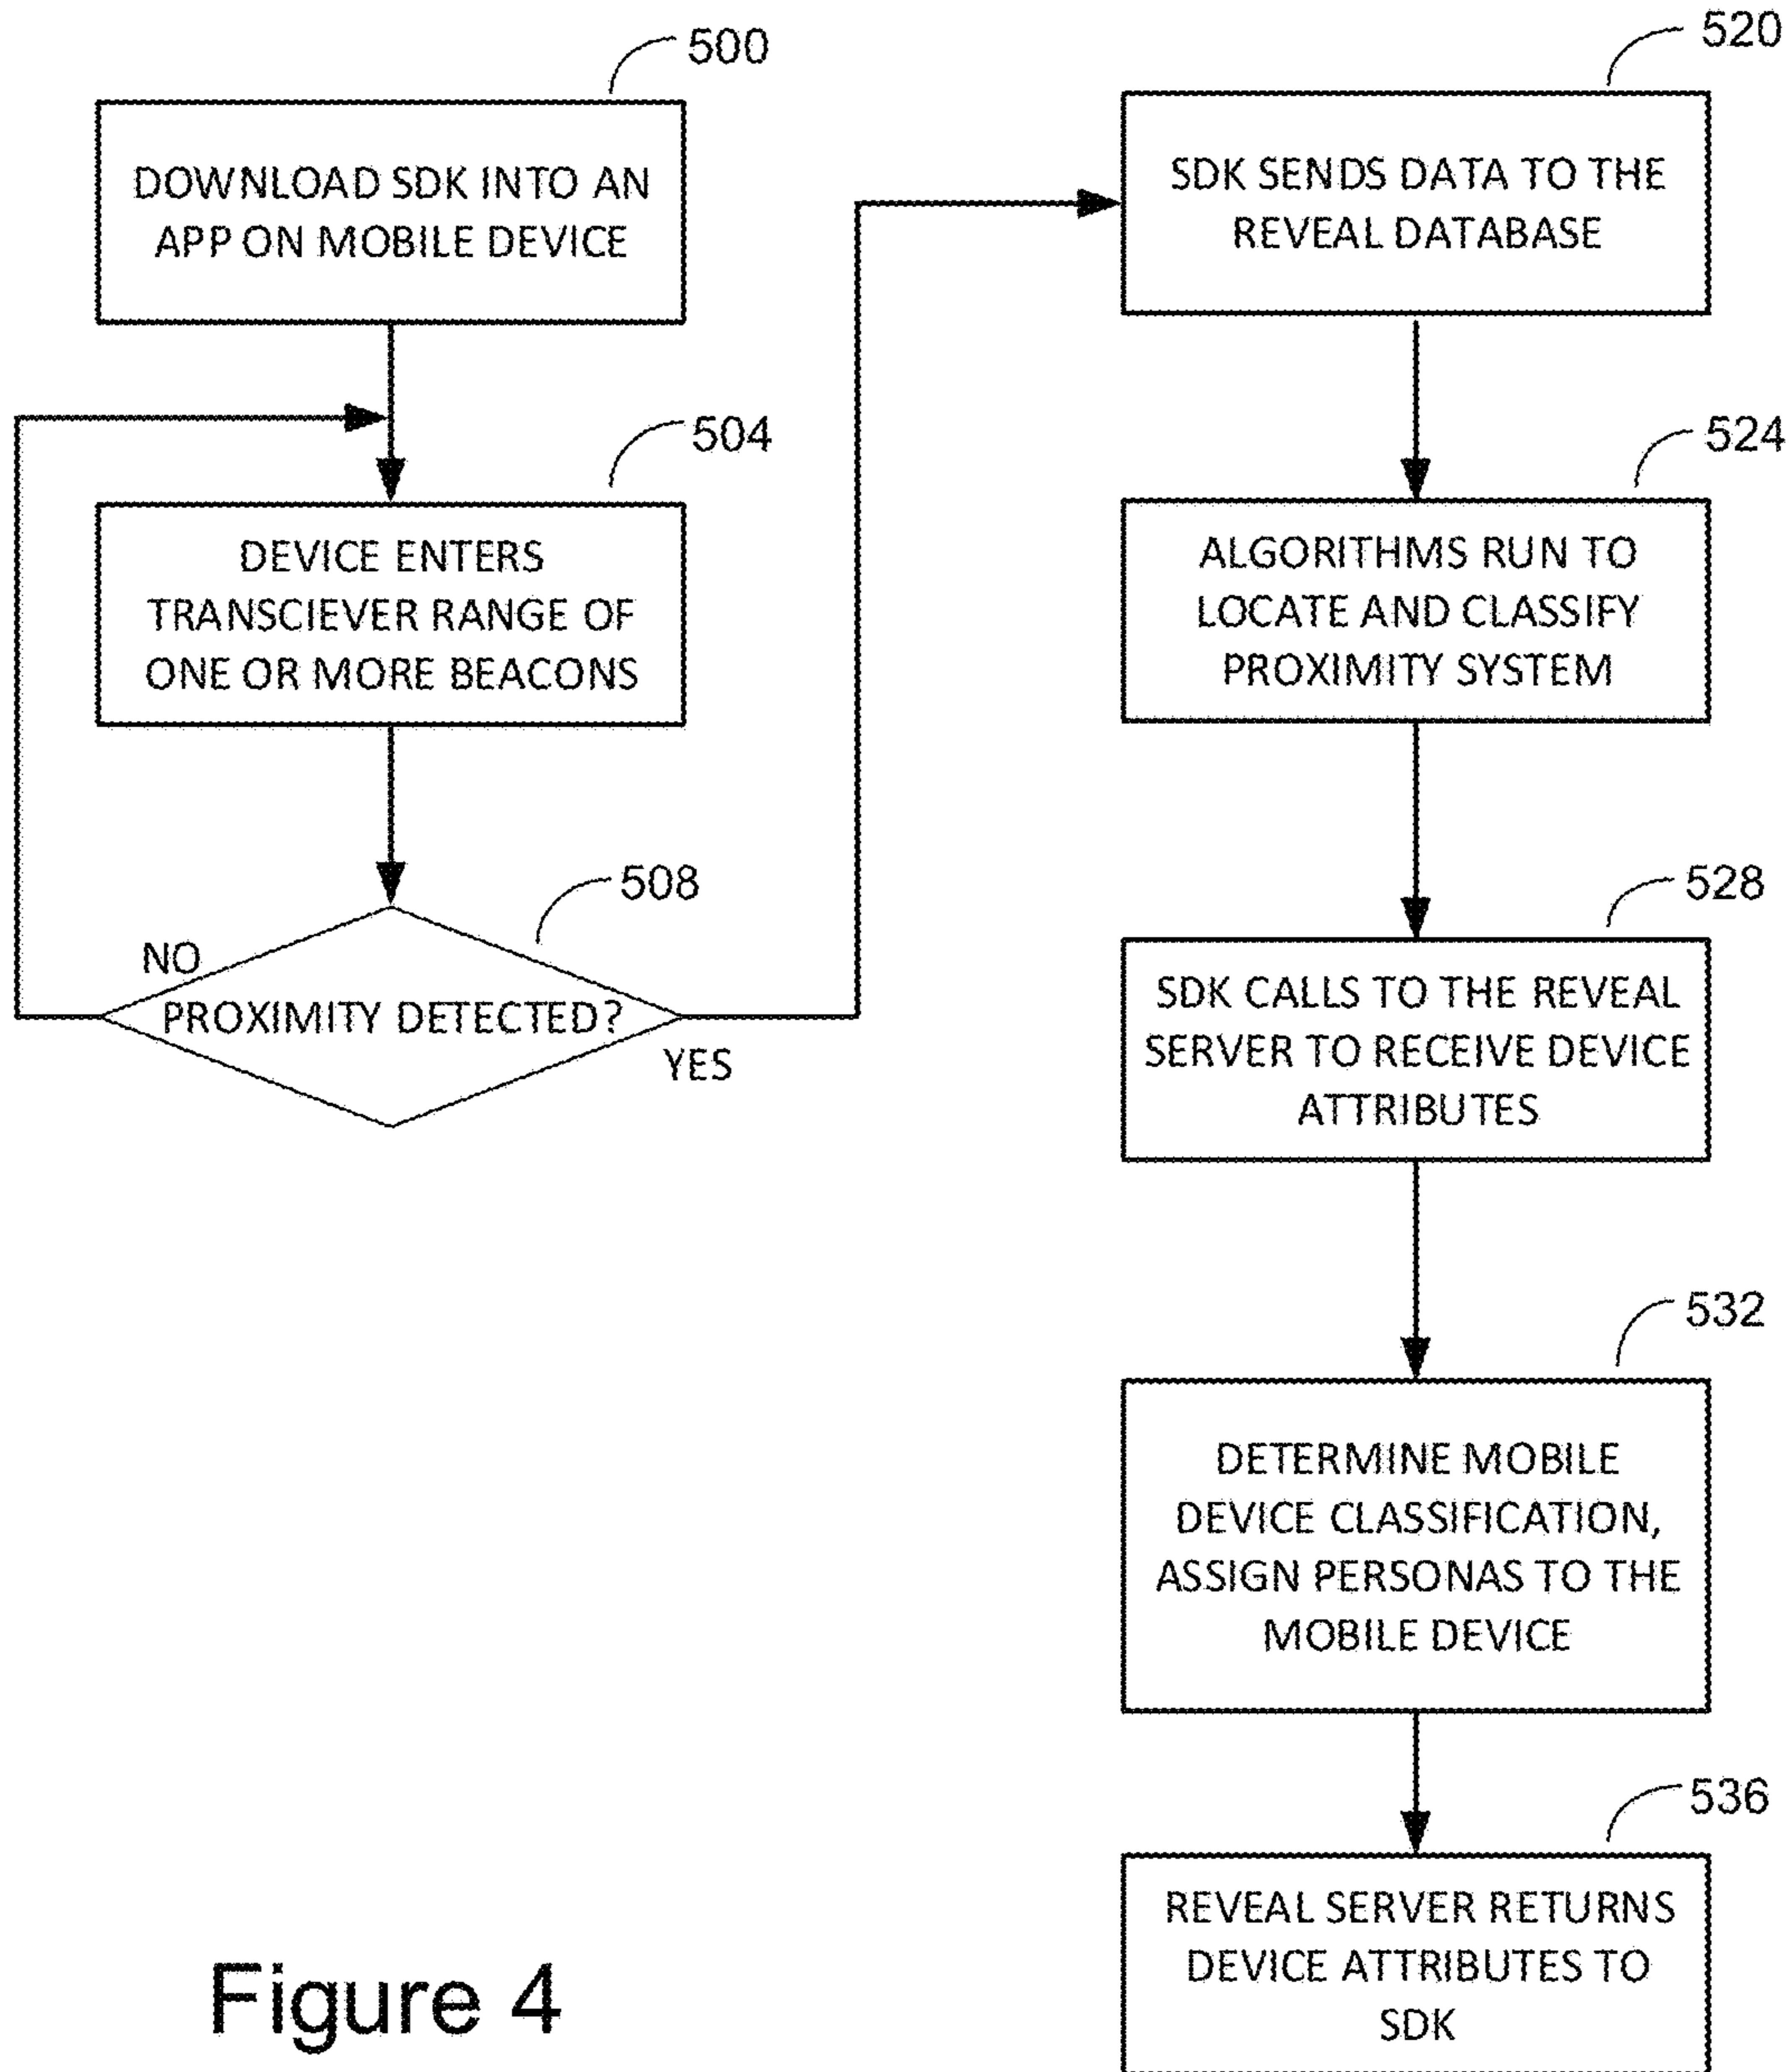 500
DOWNLOAD SDK INTO AN
APP ON MOBILE DEVICE
504
DEVICE ENTERS
TRANSCIEVER RANGE OF
ONE OR MORE BEACONS
508
NO
PROXIMITY DETECTED?
YES
520
SDK SENDS DATA TO THE
REVEAL DATABASE
524
ALGORITHMS RUN TO
LOCATE AND CLASSIFY
PROXIMITY SYSTEM
528
SDK CALLS TO THE REVEAL
SERVER TO RECEIVE DEVICE
ATTRIBUTES
532
DETERMINE MOBILE
DEVICE CLASSIFICATION,
ASSIGN PERSONAS TO THE
MOBILE DEVICE
536
REVEAL SERVER RETURNS
DEVICE ATTRIBUTES TO
SDK
Figure 4